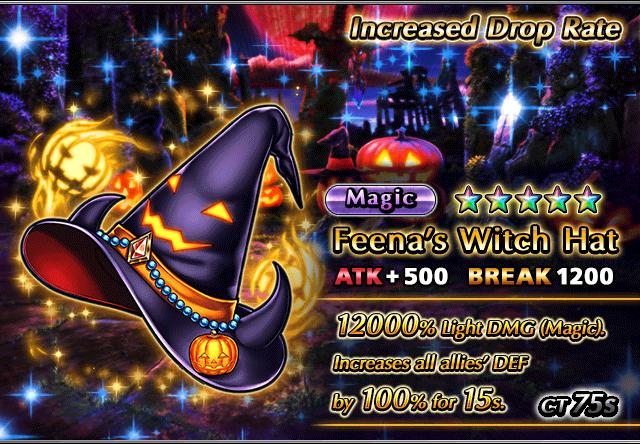 Increased Drop Rate
Magic
Feena's Witch Hat
ATK+500 BREAK 1200
12000% Light DMG (Magic).
Increases all allies' DEF
by 100% for 15s.
CT 75s